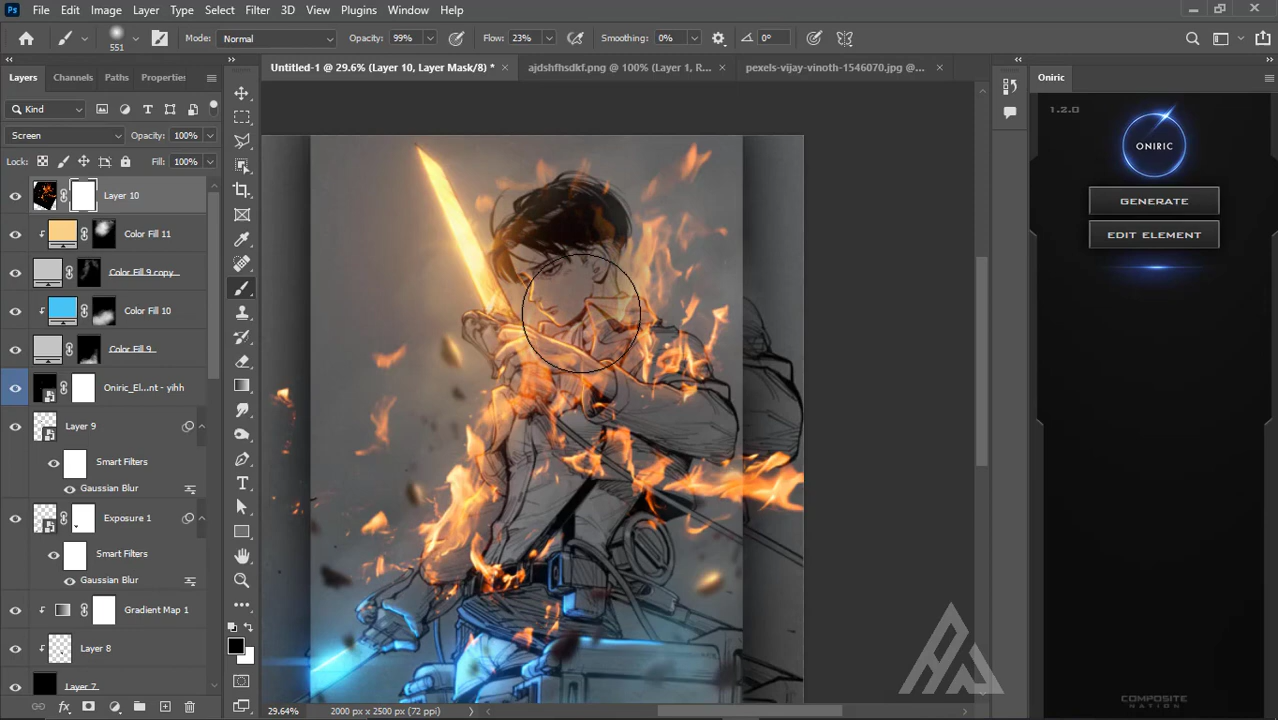 Ps File Edit Image Layer Type Select Filter 3D View Plugins Window Help
551 Mode: Normal Opacity: 99% Flow: 23% Smoothing: 0% 0°
Layers Channels Paths Properties
Untitled-1 @ 29.6% (Layer 10, Layer Mask/8) * ajdshfhsdkf.png @ 100% (Layer 1, R... pexels-vijay-vinoth-1546070.jpg @...
Kind
Screen Opacity: 100%
Lock: Fill: 100%
Layer 10
Color Fill 11
Color Fill 9 copy
Color Fill 10
Color Fill 9
Oniric_El...nt - yihh
Layer 9
Smart Filters
Gaussian Blur
Exposure 1
Smart Filters
Gaussian Blur
Gradient Map 1
Layer 8
Layer 7
29.64% 2000 px x 2500 px (72 ppi)
Oniric
1.2.0
ONIRIC
GENERATE
EDIT ELEMENT
COMPOSITE
NATION